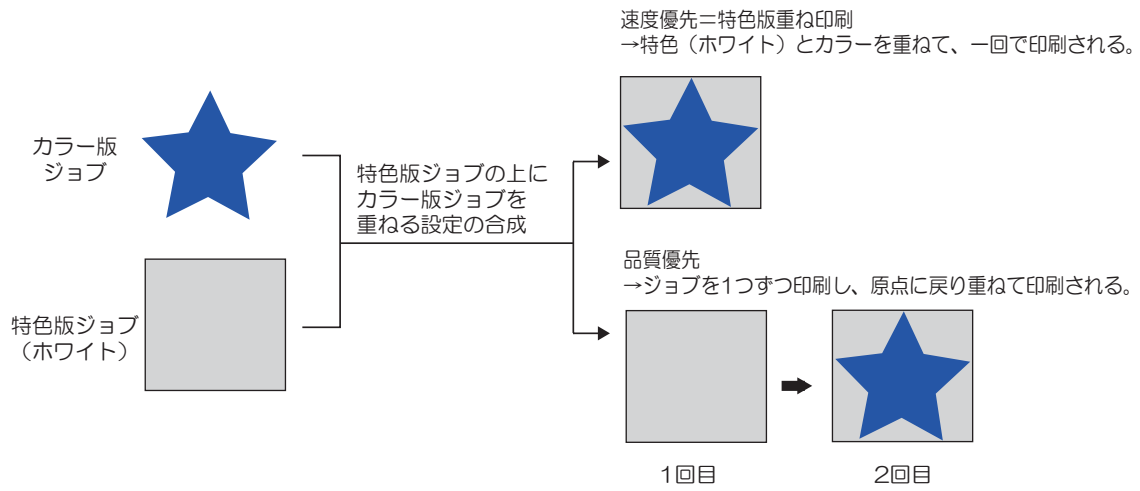 速度優先＝特色版重ね印刷
→特色（ホワイト）とカラーを重ねて、一回で印刷される。
カラー版
ジョブ
特色版ジョブの上に
カラー版ジョブを
重ねる設定の合成
品質優先
→ジョブを1つずつ印刷し、原点に戻り重ねて印刷される。
特色版ジョブ
（ホワイト）
1回目
2回目